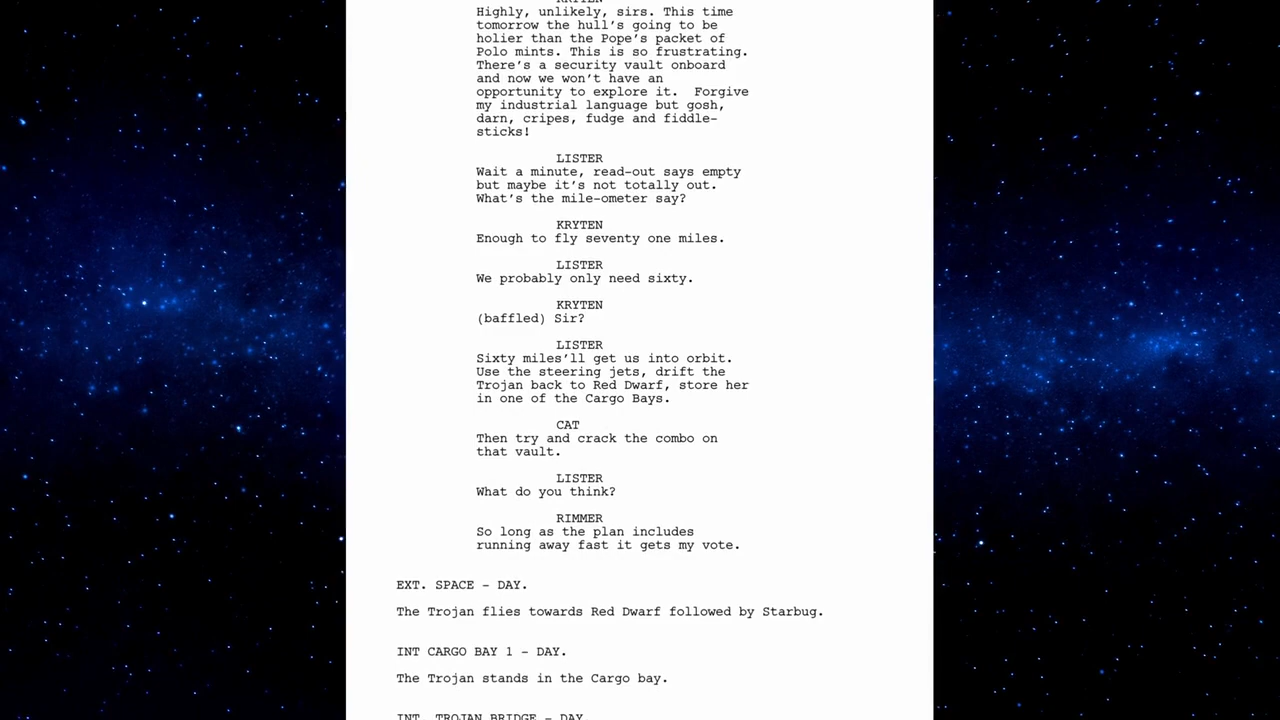 KRYTEN
Highly, unlikely, sirs. This time
tomorrow the hull's going to be
holier than the Pope's packet of
Polo mints. This is so frustrating.
There's a security vault onboard
and now we won't have an
opportunity to explore it.  Forgive
my industrial language but gosh,
darn, cripes, fudge and fiddle-
sticks!
LISTER
Wait a minute, read-out says empty
but maybe it's not totally out.
What's the mile-ometer say?
KRYTEN
Enough to fly seventy one miles.
LISTER
We probably only need sixty.
KRYTEN
(baffled) Sir?
LISTER
Sixty miles'll get us into orbit.
Use the steering jets, drift the
Trojan back to Red Dwarf, store her
in one of the Cargo Bays.
CAT
Then try and crack the combo on
that vault.
LISTER
What do you think?
RIMMER
So long as the plan includes
running away fast it gets my vote.
EXT. SPACE - DAY.
The Trojan flies towards Red Dwarf followed by Starbug.
INT CARGO BAY 1 - DAY.
The Trojan stands in the Cargo bay.
INT. TROJAN BRIDGE - DAY.